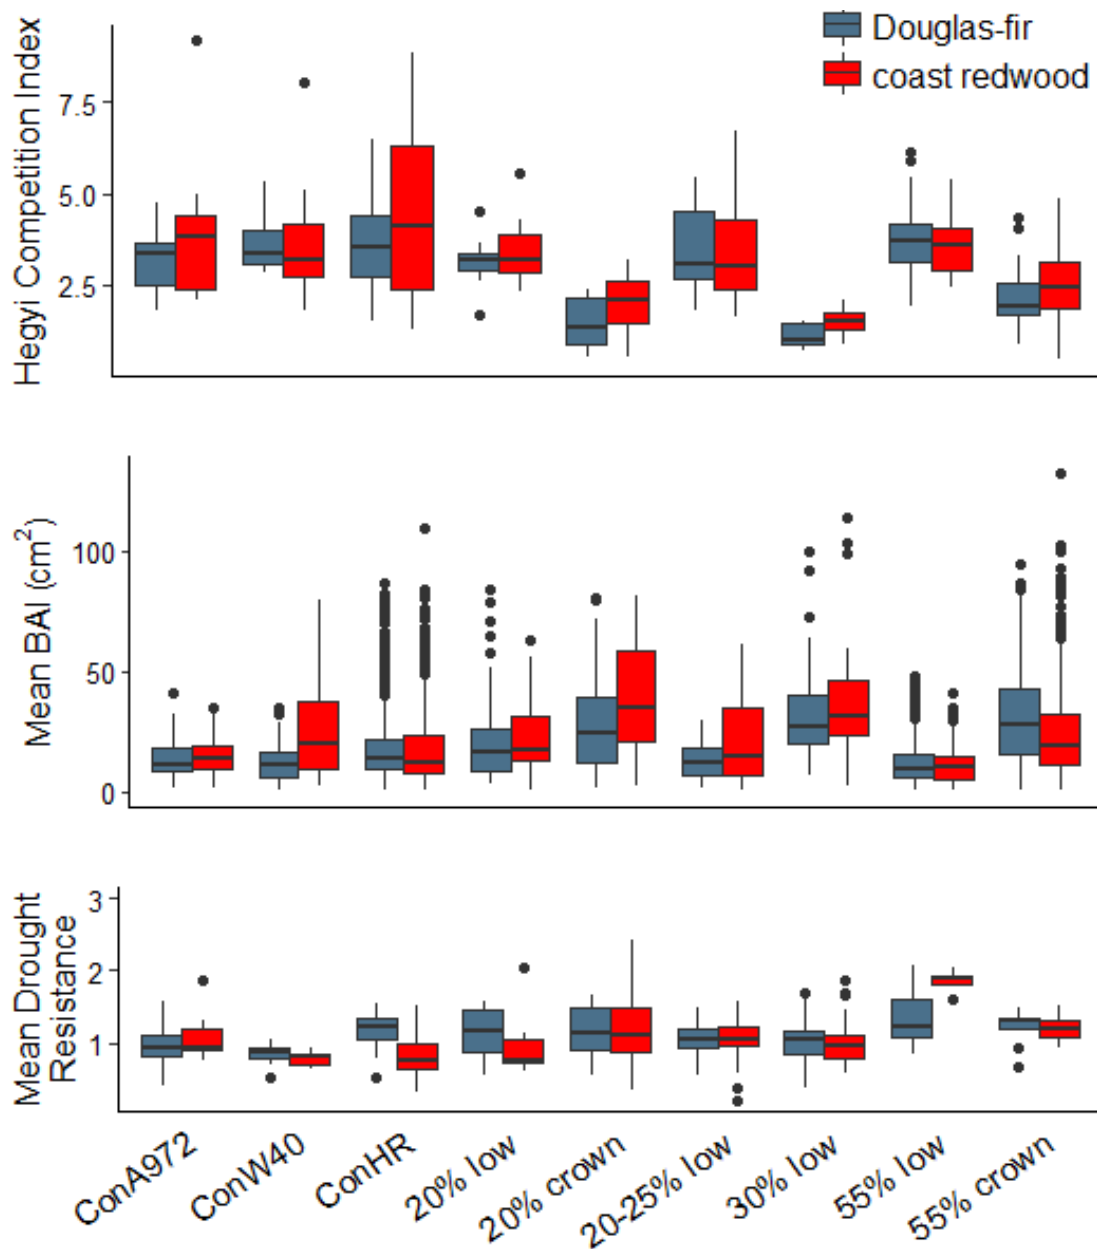 Douglas-fir
coast redwood
Hegyi Competition Index
7.5
5.0
2.5
Mean BAI (cm²)
100
50
0
Mean Drought
Resistance
3
2
1
ConA972
ConW40
ConHR
20% low
20% crown
20-25% low
30% low
55% low
55% crown